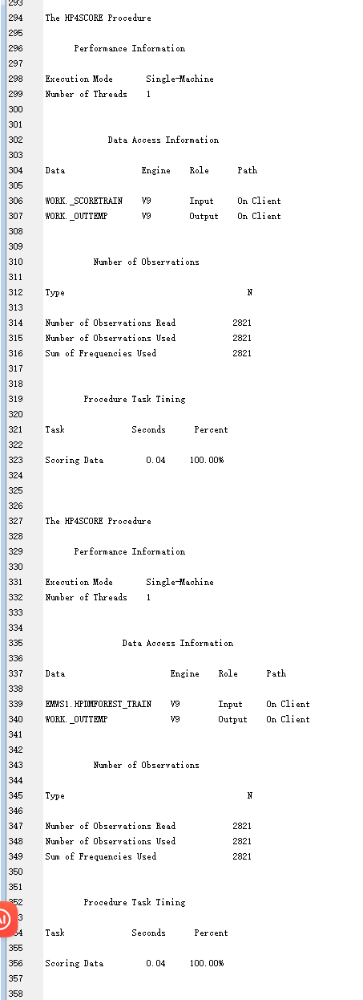 293
294 The HP4SCORE Procedure
295
296 Performance Information
297
298 Execution Mode Single-Machine
299 Number of Threads 1
300
301
302 Data Access Information
303
304 Data Engine Role Path
305
306 WORK._SCORETRAIN V9 Input On Client
307 WORK._OUTTEMP V9 Output On Client
308
309
310 Number of Observations
311
312 Type N
313
314 Number of Observations Read 2821
315 Number of Observations Used 2821
316 Sum of Frequencies Used 2821
317
318
319 Procedure Task Timing
320
321 Task Seconds Percent
322
323 Scoring Data 0.04 100.00%
324
325
326
327 The HP4SCORE Procedure
328
329 Performance Information
330
331 Execution Mode Single-Machine
332 Number of Threads 1
333
334
335 Data Access Information
336
337 Data Engine Role Path
338
339 EMWS1.HPDMFOREST_TRAIN V9 Input On Client
340 WORK._OUTTEMP V9 Output On Client
341
342
343 Number of Observations
344
345 Type N
346
347 Number of Observations Read 2821
348 Number of Observations Used 2821
349 Sum of Frequencies Used 2821
350
351
352 Procedure Task Timing
3
54 Task Seconds Percent
355
356 Scoring Data 0.04 100.00%
357
358